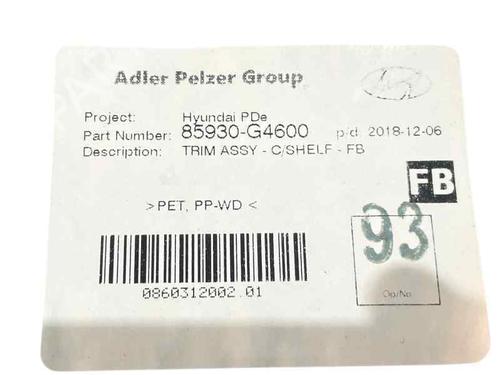 Adler Pelzer Group
Project: Hyundai PDe
Part Number: 85930-G4600 p/d: 2018-12-06
Description: TRIM ASSY - C/SHELF - FB
FB
>PET, PP-WD <
93
0860312002.01
Op/No